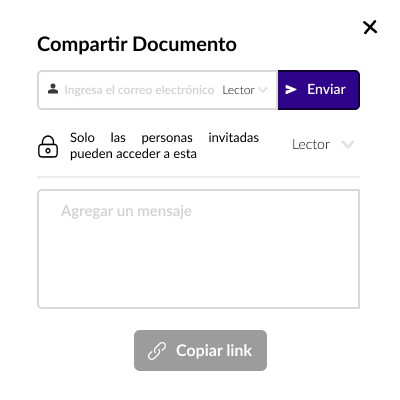 Compartir Documento
Ingresa el correo electrónico Lector Enviar
Solo las personas invitadas
pueden acceder a esta
Lector
Agregar un mensaje
Copiar link